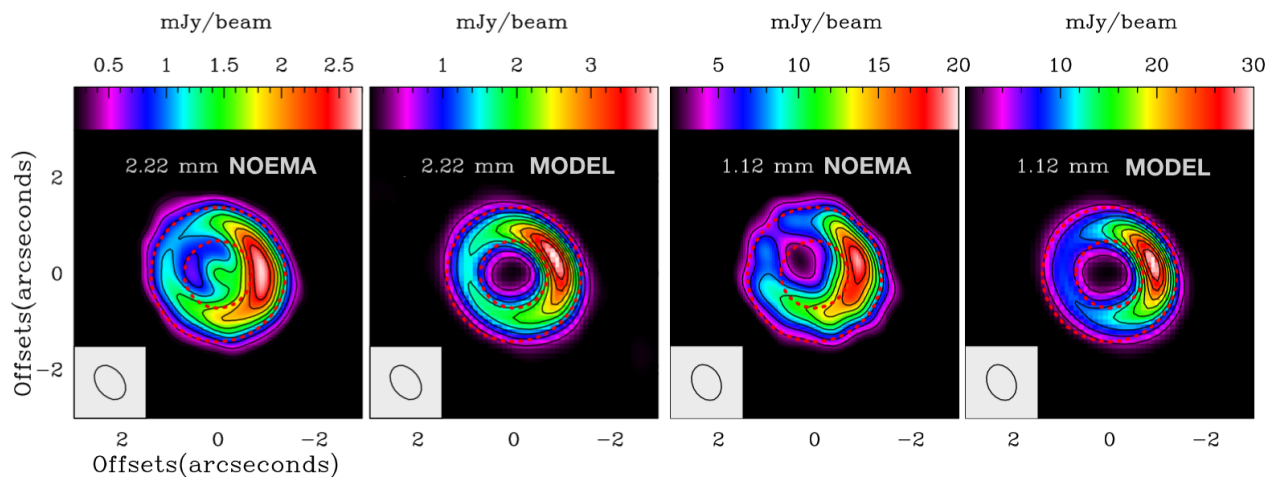 mJy/beam mJy/beam mJy/beam mJy/beam
0.5 1 1.5 2 2.5 1 2 3 5 10 15 20 10 20 30
2.22 mm NOEMA 2.22 mm MODEL 1.12 mm NOEMA 1.12 mm MODEL
Offsets(arcseconds)
2
0
−2
2 0 −2 2 0 −2 2 0 −2 2 0 −2
Offsets(arcseconds)